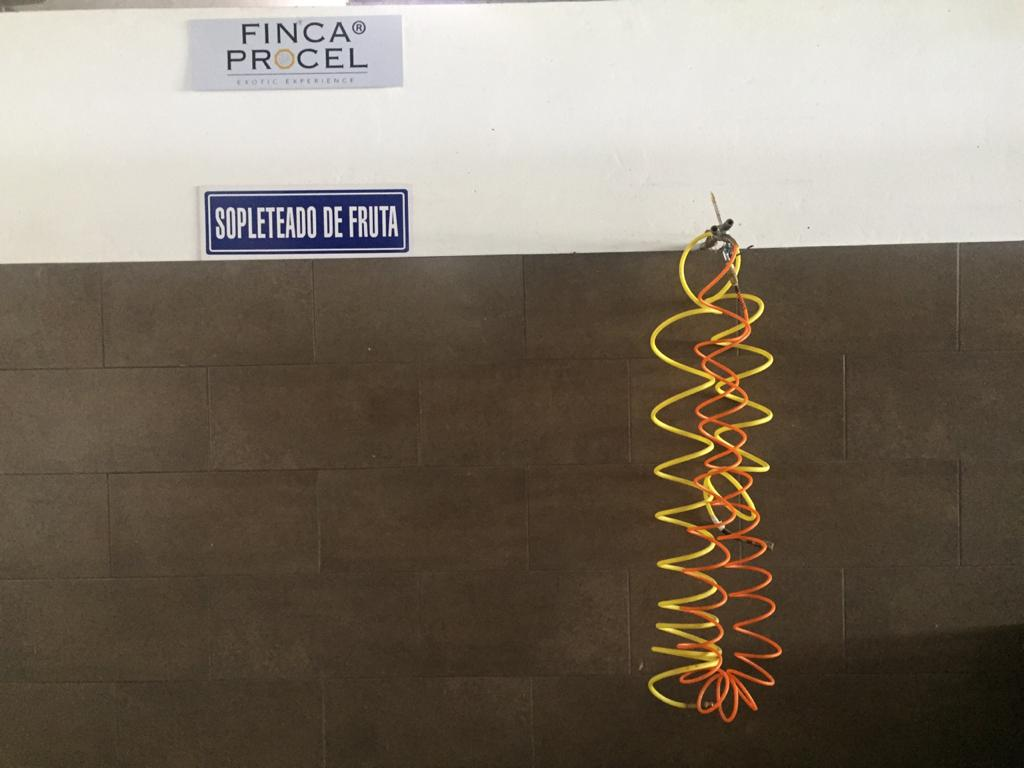 FINCA®
PROCEL
EXOTIC EXPERIENCE
SOPLETEADO DE FRUTA